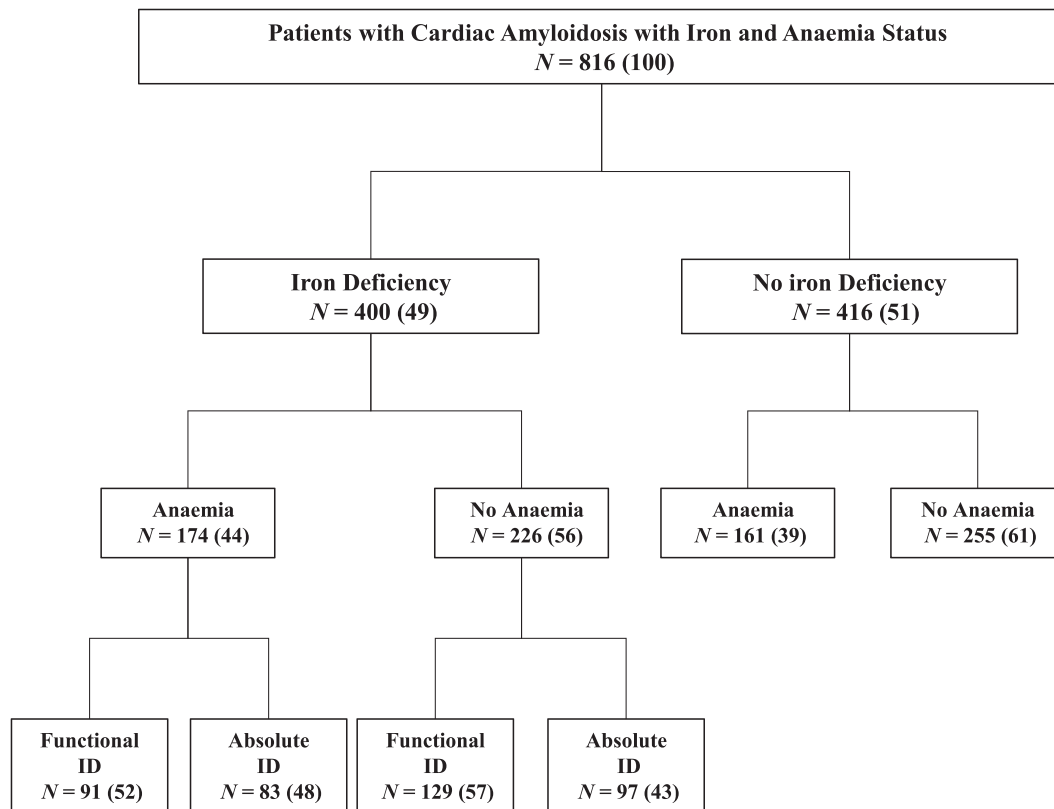 Patients with Cardiac Amyloidosis with Iron and Anaemia Status
N = 816 (100)
Iron Deficiency
N = 400 (49)
No iron Deficiency
N = 416 (51)
Anaemia
N = 174 (44)
No Anaemia
N = 226 (56)
Anaemia
N = 161 (39)
No Anaemia
N = 255 (61)
Functional
ID
N = 91 (52)
Absolute
ID
N = 83 (48)
Functional
ID
N = 129 (57)
Absolute
ID
N = 97 (43)